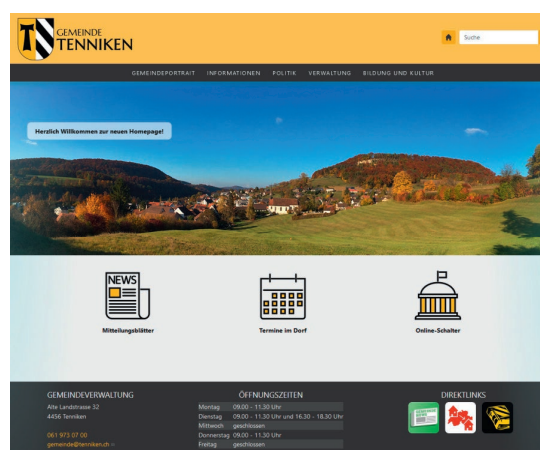 GEMEINDE
TENNIKEN
Suche
GEMEINDEPORTRAIT INFORMATIONEN POLITIK VERWALTUNG BILDUNG UND KULTUR
Herzlich Willkommen zur neuen Homepage!
NEWS
Mitteilungsblätter
Termine im Dorf
Online-Schalter
GEMEINDEVERWALTUNG
Alte Landstrasse 32
4456 Tenniken
061 973 07 00
gemeinde@tenniken.ch
ÖFFNUNGSZEITEN
Montag 09.00 - 11.30 Uhr
Dienstag 09.00 - 11.30 Uhr und 16.30 - 18.30 Uhr
Mittwoch geschlossen
Donnerstag 09.00 - 11.30 Uhr
Freitag geschlossen
DIREKTLINKS